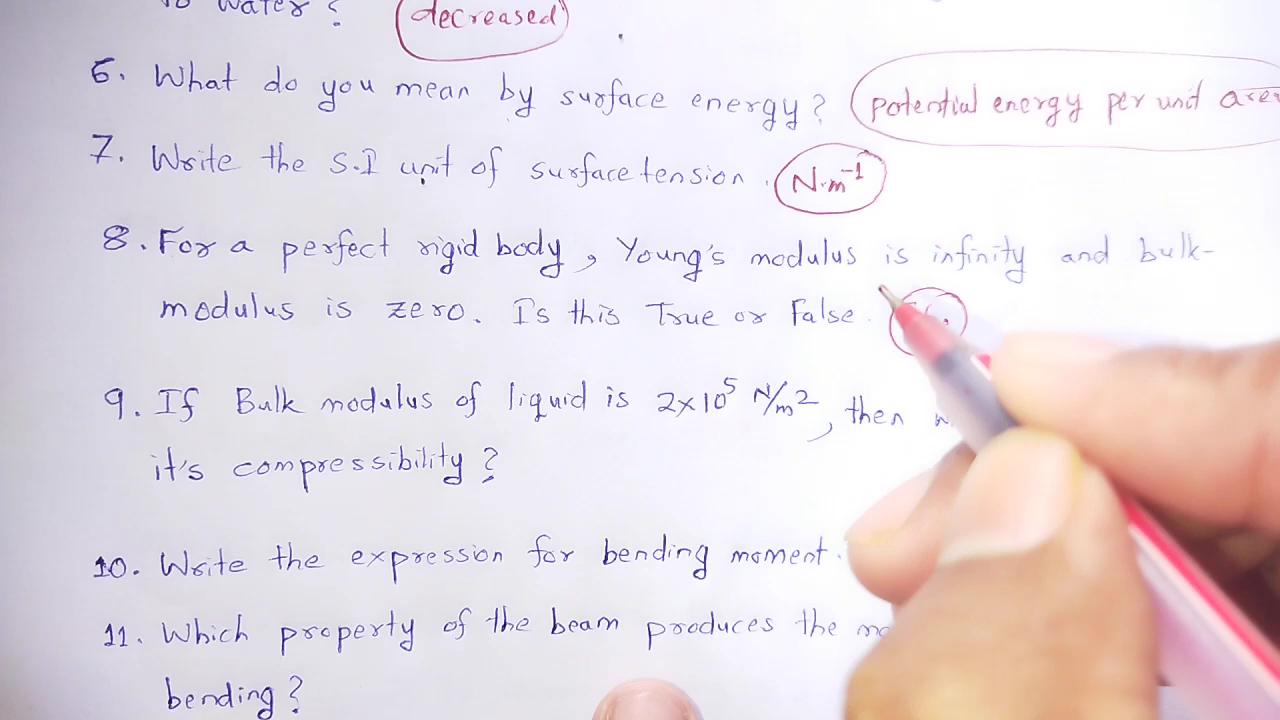 to water? decreased
6. What do you mean by surface energy? potential energy per unit area
7. Write the S.I unit of surface tension. N.m⁻¹
8. For a perfect rigid body, Young's modulus is infinity and bulk-
modulus is zero. Is this True or False.
9. If Bulk modulus of liquid is 2×10⁵ N/m², then
it's compressibility?
10. Write the expression for bending moment.
11. Which property of the beam produces the
bending?